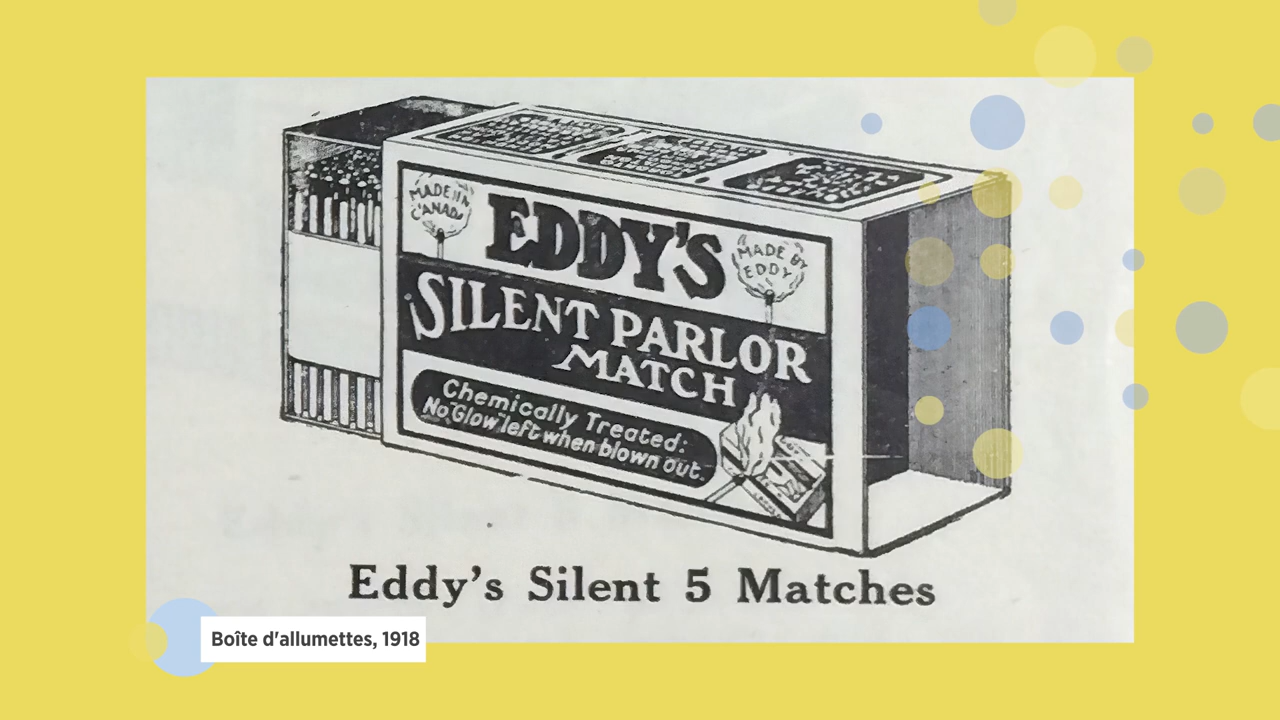 MADE IN
CANADA
EDDY'S
MADE BY
EDDY
SILENT PARLOR
MATCH
Chemically Treated:
No "Glow" left when blown out.
Eddy's Silent 5 Matches
Boîte d'allumettes, 1918